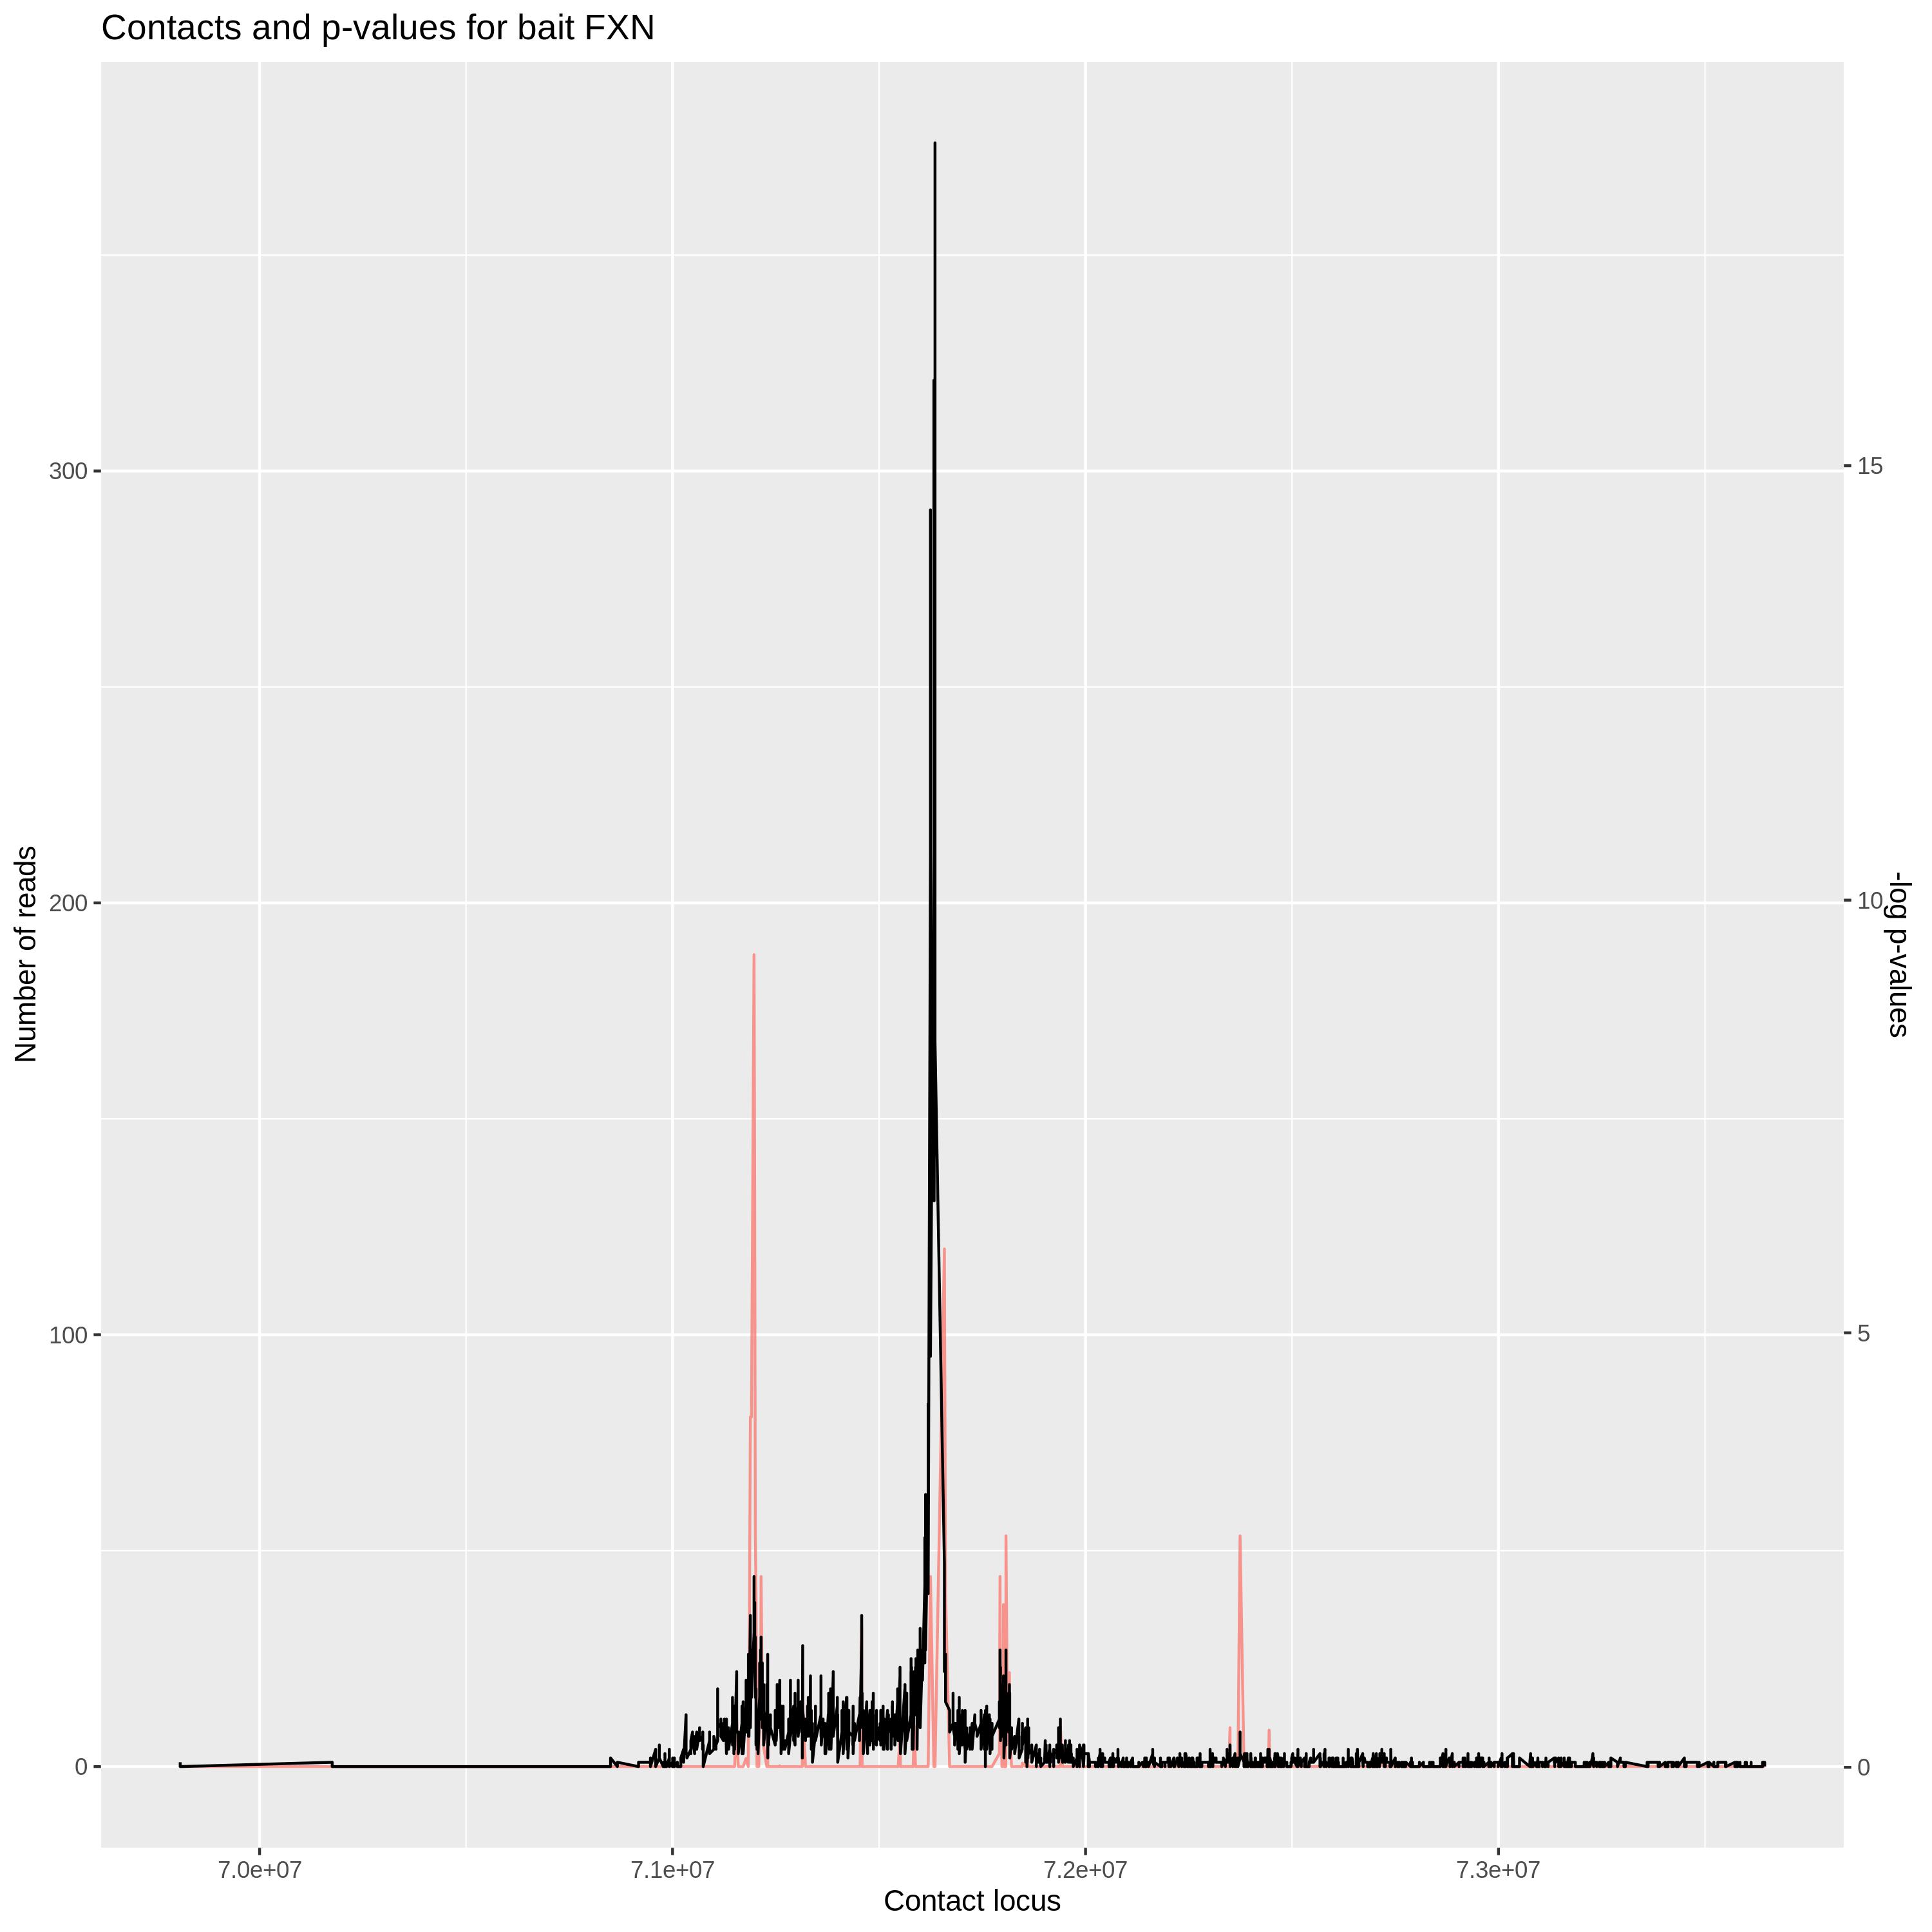 Contacts and p-values for bait FXN
Number of reads
300
200
100
0
15
10
5
0
-log p-values
7.0e+07
7.1e+07
7.2e+07
7.3e+07
Contact locus